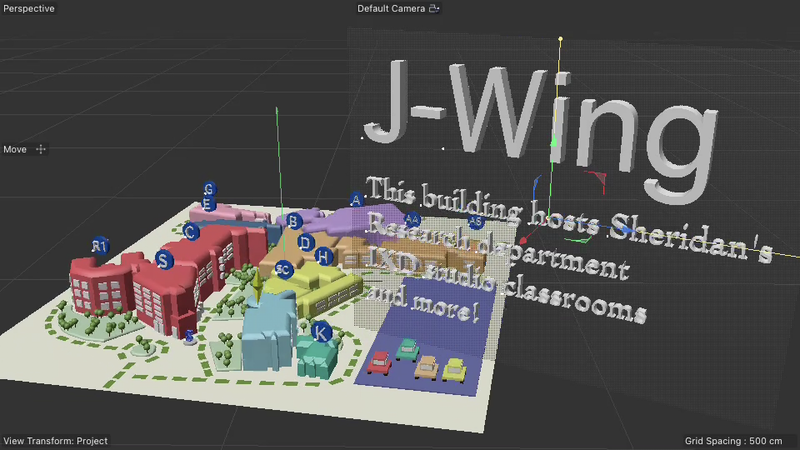 Perspective
Default Camera
J-Wing
Move
This building hosts Sheridan's
Research department
IXD studio classrooms
and more!
G
E
A
B
AA
AS
C
D
R1
S
H
SC
K
View Transform: Project
Grid Spacing : 500 cm